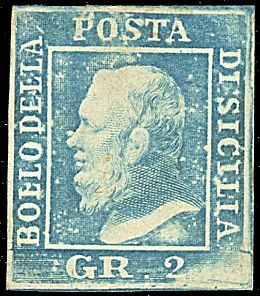 BOLLO DELLA
POSTA
DI SICILIA
GR. 2